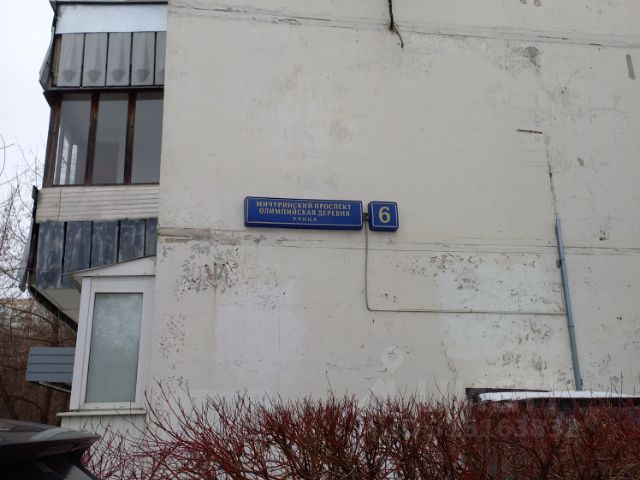 МИЧУРИНСКИЙ ПРОСПЕКТ
ОЛИМПИЙСКАЯ ДЕРЕВНЯ
УЛИЦА
6